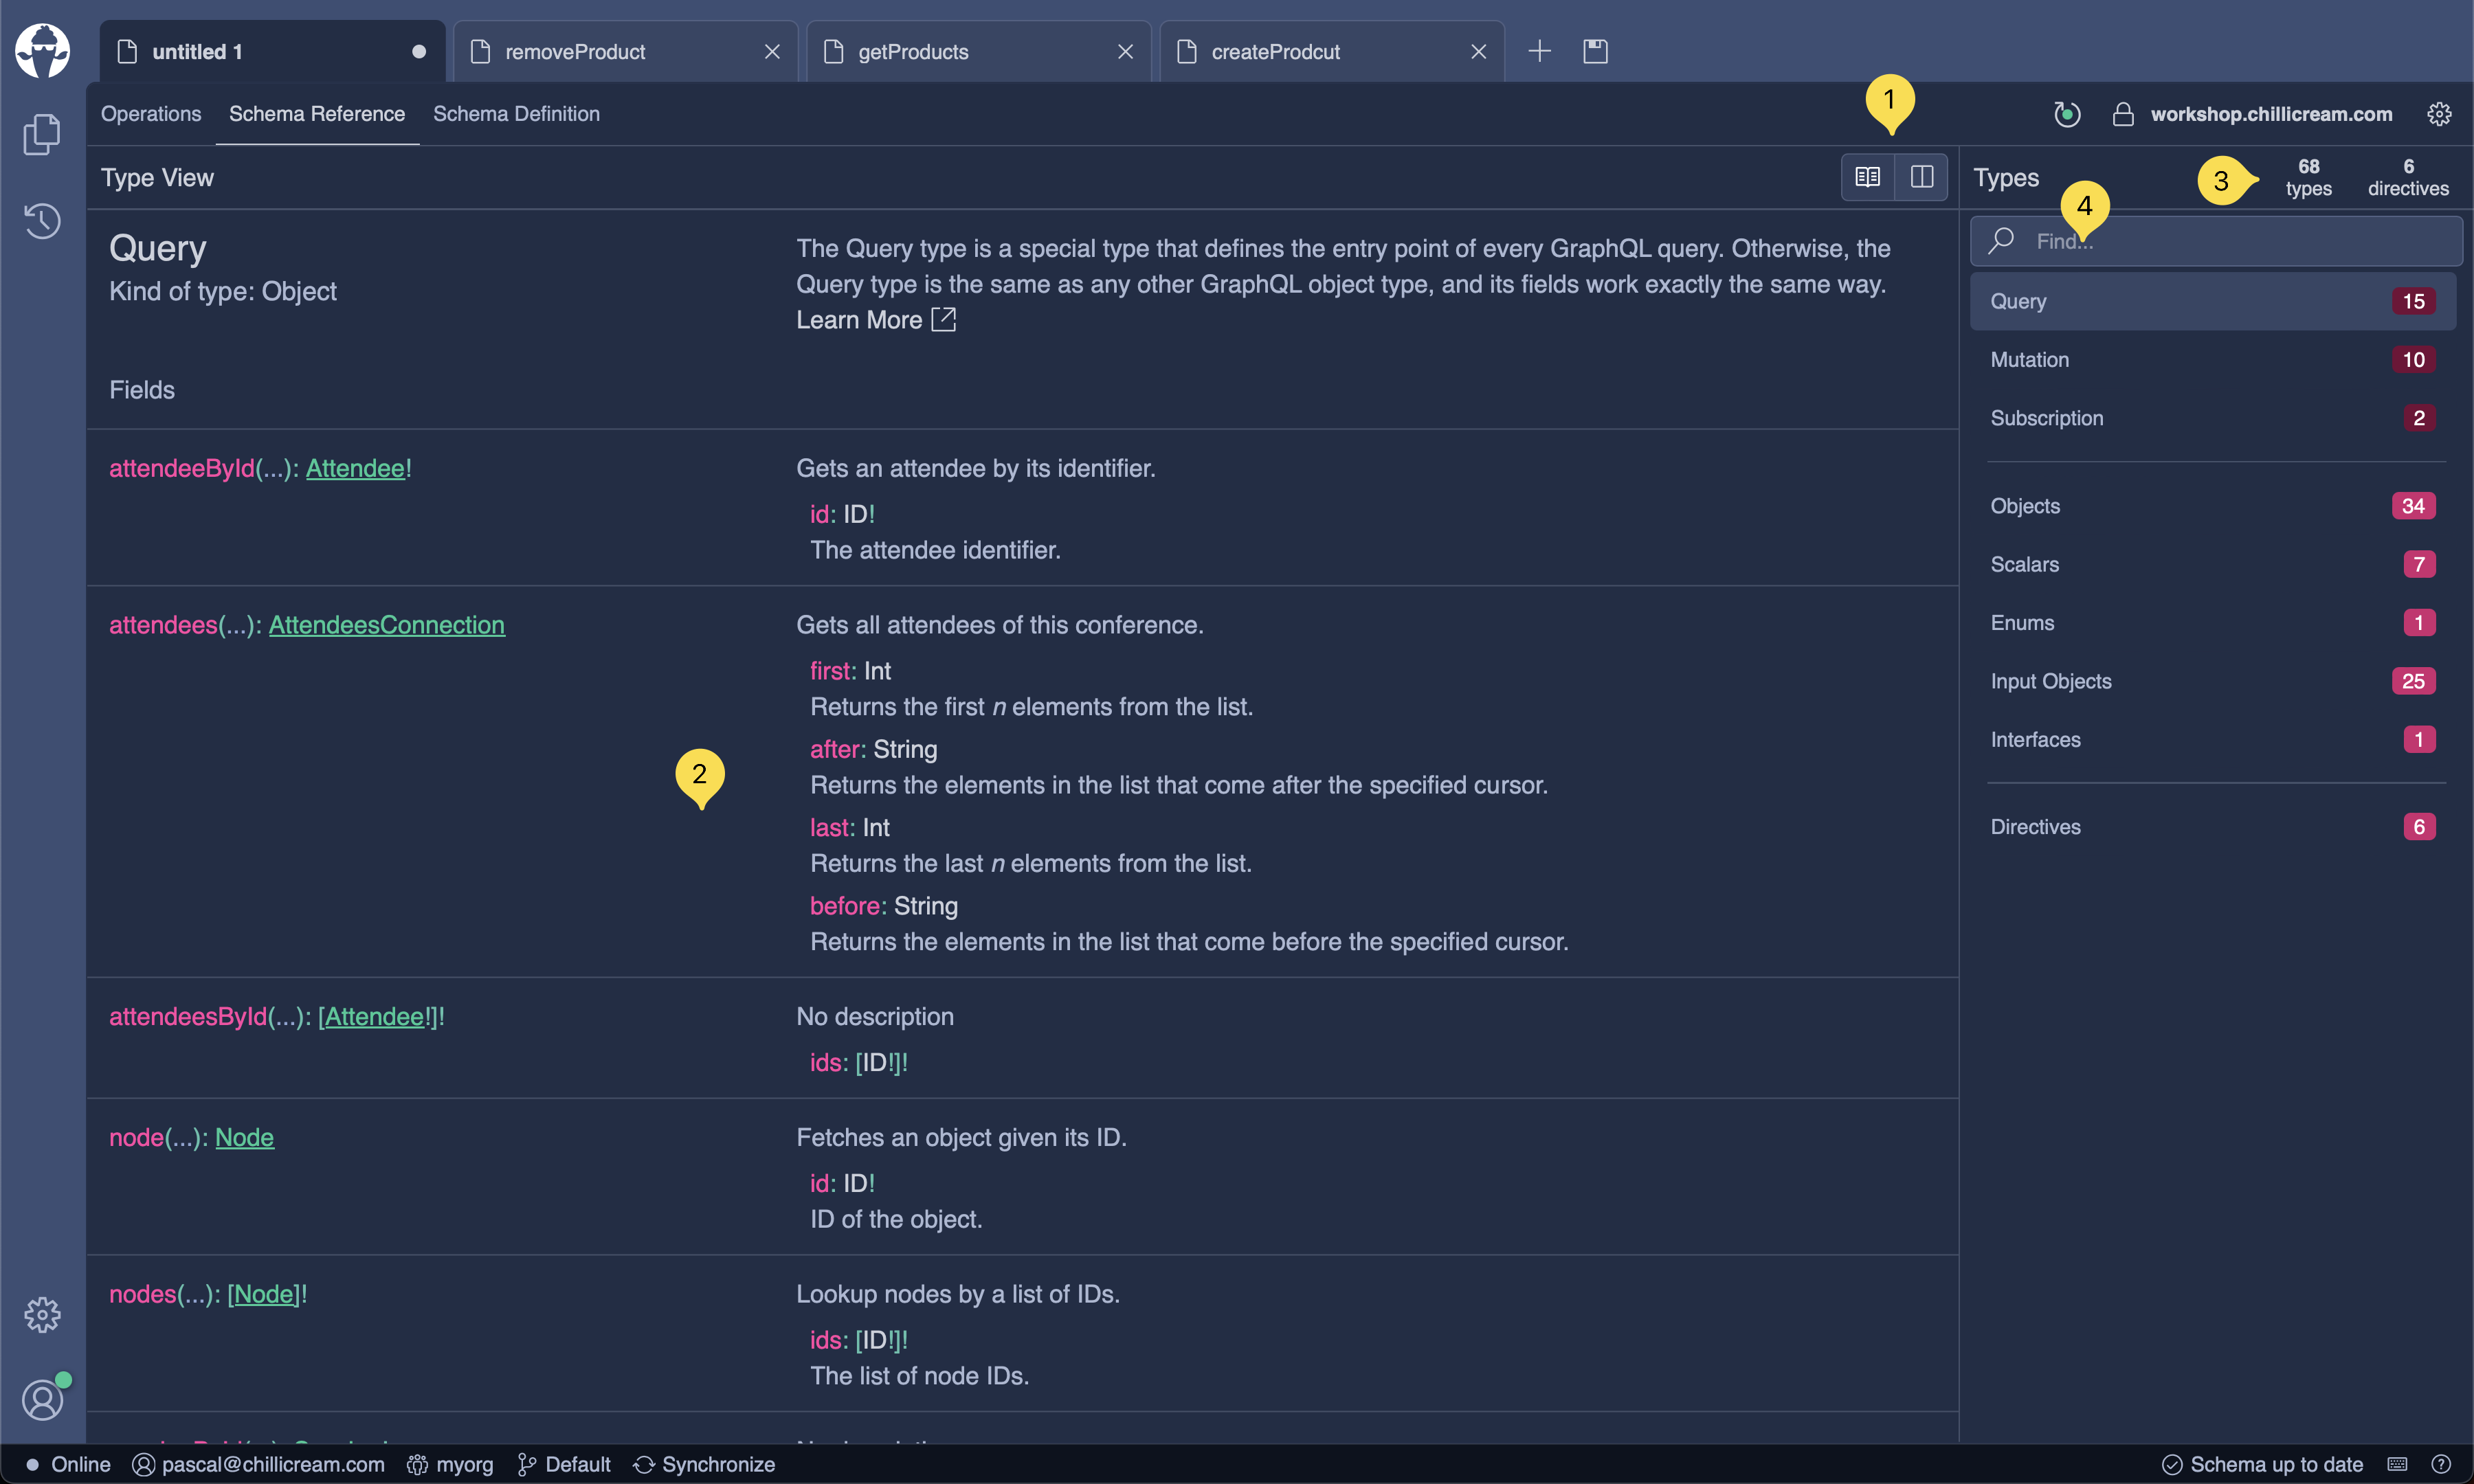 untitled 1
removeProduct
getProducts
createProdcut
Operations
Schema Reference
Schema Definition
1
workshop.chillicream.com
Type View
Types
3
68
types
6
directives
4
Find...
Query
Kind of type: Object
The Query type is a special type that defines the entry point of every GraphQL query. Otherwise, the
Query type is the same as any other GraphQL object type, and its fields work exactly the same way.
Learn More
Fields
attendeeById(...): Attendee!
Gets an attendee by its identifier.
id: ID!
The attendee identifier.
attendees(...): AttendeesConnection
Gets all attendees of this conference.
first: Int
Returns the first n elements from the list.
after: String
Returns the elements in the list that come after the specified cursor.
last: Int
Returns the last n elements from the list.
before: String
Returns the elements in the list that come before the specified cursor.
2
attendeesById(...): [Attendee!]!
No description
ids: [ID!]!
node(...): Node
Fetches an object given its ID.
id: ID!
ID of the object.
nodes(...): [Node]!
Lookup nodes by a list of IDs.
ids: [ID!]!
The list of node IDs.
Query 15
Mutation 10
Subscription 2
Objects 34
Scalars 7
Enums 1
Input Objects 25
Interfaces 1
Directives 6
Online
pascal@chillicream.com
myorg
Default
Synchronize
Schema up to date